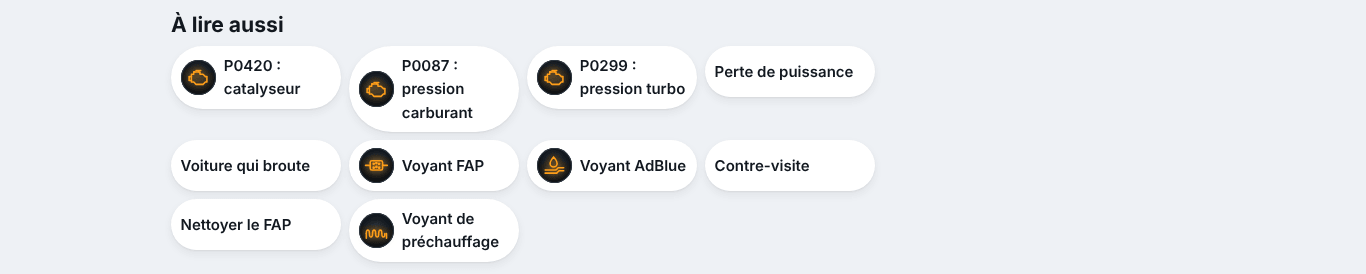 À lire aussi
P0420 :
catalyseur
P0087 :
pression
carburant
P0299 :
pression turbo
Perte de puissance
Voiture qui broute
Voyant FAP
Voyant AdBlue
Contre-visite
Nettoyer le FAP
Voyant de
préchauffage